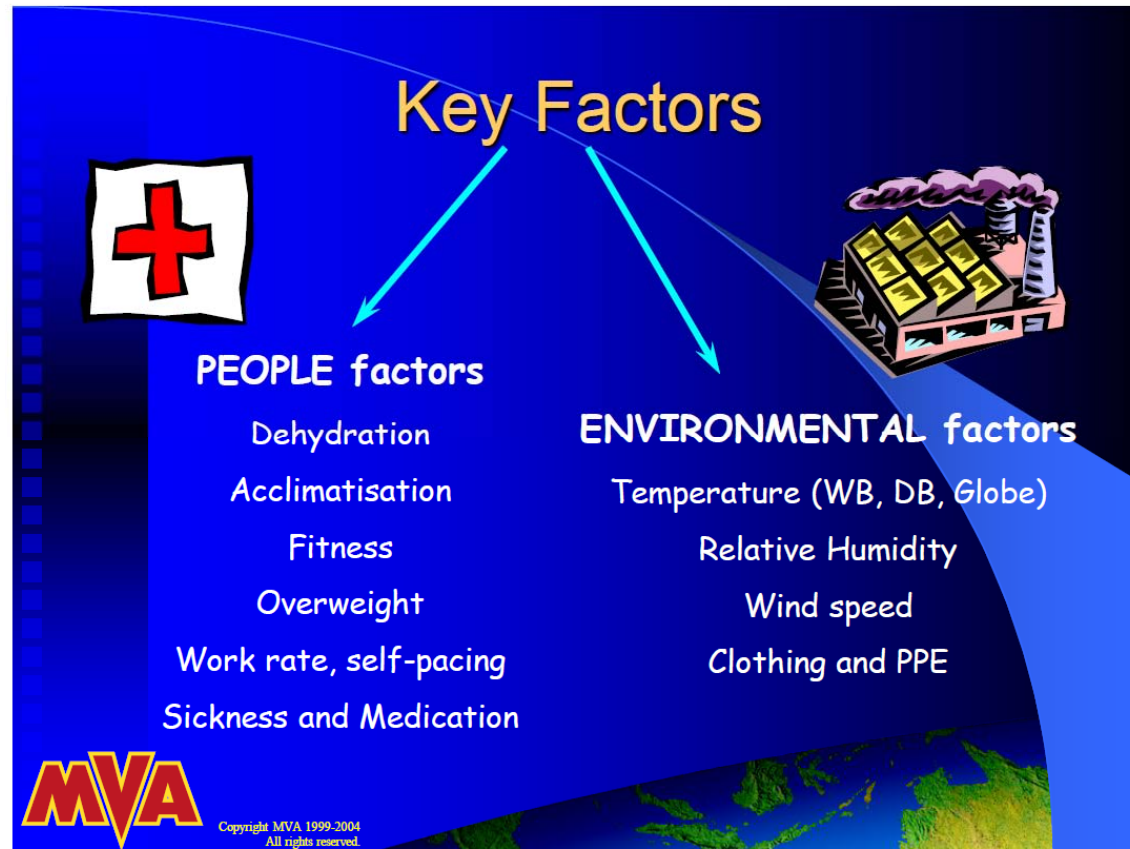 Key Factors
PEOPLE factors
Dehydration
Acclimatisation
Fitness
Overweight
Work rate, self-pacing
Sickness and Medication
ENVIRONMENTAL factors
Temperature (WB, DB, Globe)
Relative Humidity
Wind speed
Clothing and PPE
MVA
Copyright MVA 1999-2004
All rights reserved.